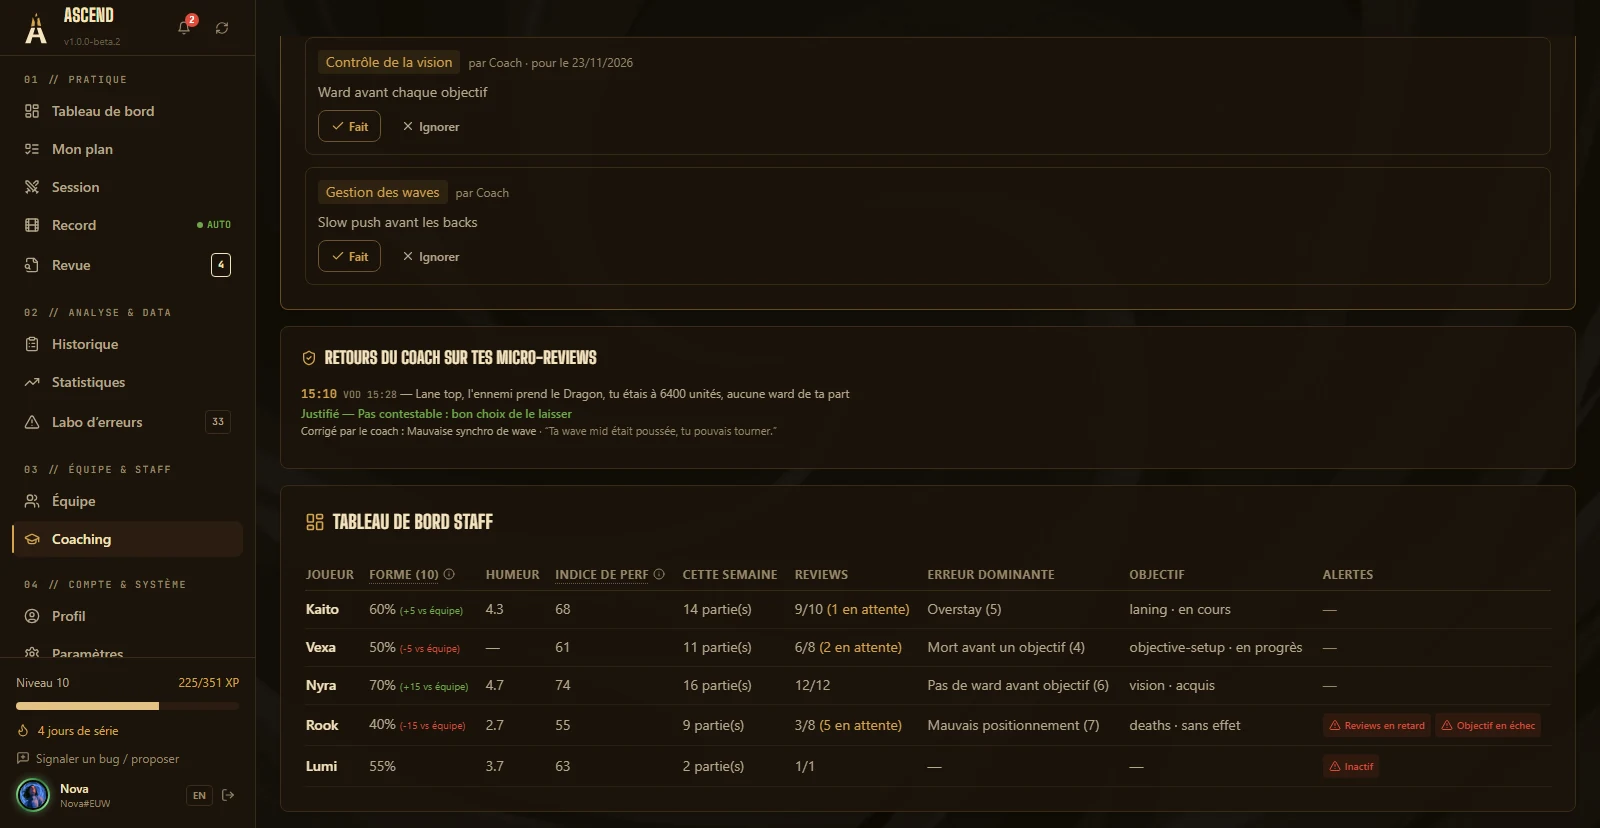 ASCEND
v1.0.0-beta.2
2
01 // PRATIQUE
Tableau de bord
Mon plan
Session
Record
AUTO
Revue
4
02 // ANALYSE & DATA
Historique
Statistiques
Labo d'erreurs
33
03 // ÉQUIPE & STAFF
Équipe
Coaching
04 // COMPTE & SYSTÈME
Profil
Paramètres
Niveau 10
225/351 XP
4 jours de série
Signaler un bug / proposer
Nova
Nova#EUW
EN
Contrôle de la vision par Coach · pour le 23/11/2026
Ward avant chaque objectif
Fait Ignorer
Gestion des waves par Coach
Slow push avant les backs
Fait Ignorer
RETOURS DU COACH SUR TES MICRO-REVIEWS
15:10 VOD 15:28 — Lane top, l'ennemi prend le Dragon, tu étais à 6400 unités, aucune ward de ta part
Justifié — Pas contestable : bon choix de le laisser
Corrigé par le coach : Mauvaise synchro de wave · "Ta wave mid était poussée, tu pouvais tourner."
TABLEAU DE BORD STAFF
JOUEUR FORME (10) HUMEUR INDICE DE PERF CETTE SEMAINE REVIEWS ERREUR DOMINANTE OBJECTIF ALERTES
Kaito 60% (+5 vs équipe) 4.3 68 14 partie(s) 9/10 (1 en attente) Overstay (5) laning · en cours —
Vexa 50% (-5 vs équipe) — 61 11 partie(s) 6/8 (2 en attente) Mort avant un objectif (4) objective-setup · en progrès —
Nyra 70% (+15 vs équipe) 4.7 74 16 partie(s) 12/12 Pas de ward avant objectif (6) vision · acquis —
Rook 40% (-15 vs équipe) 2.7 55 9 partie(s) 3/8 (5 en attente) Mauvais positionnement (7) deaths · sans effet Reviews en retard Objectif en échec
Lumi 55% 3.7 63 2 partie(s) 1/1 — — Inactif